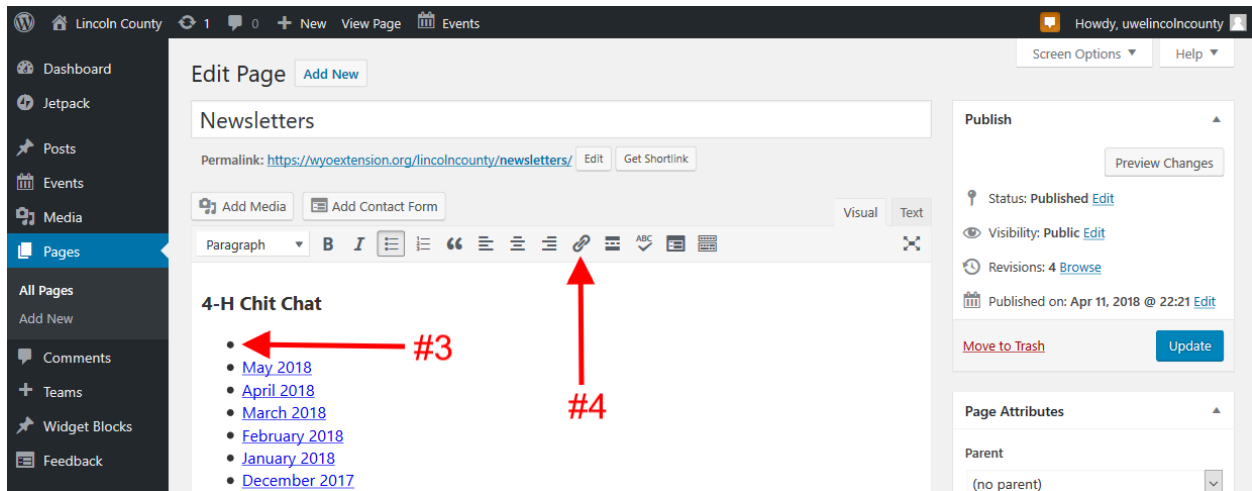 Lincoln County 1 0 + New View Page Events Howdy, uwelincolncounty
Screen Options ▼ Help ▼
Dashboard
Jetpack
Posts
Events
Media
Pages
All Pages
Add New
Comments
Teams
Widget Blocks
Feedback
Edit Page Add New
Newsletters
Permalink: https://wyoextension.org/lincolncounty/newsletters/ Edit Get Shortlink
Add Media Add Contact Form Visual Text
Paragraph B I ABC
4-H Chit Chat
#3
• May 2018
• April 2018
• March 2018
#4
• February 2018
• January 2018
• December 2017
Publish
Preview Changes
Status: Published Edit
Visibility: Public Edit
Revisions: 4 Browse
Published on: Apr 11, 2018 @ 22:21 Edit
Move to Trash Update
Page Attributes
Parent
(no parent)